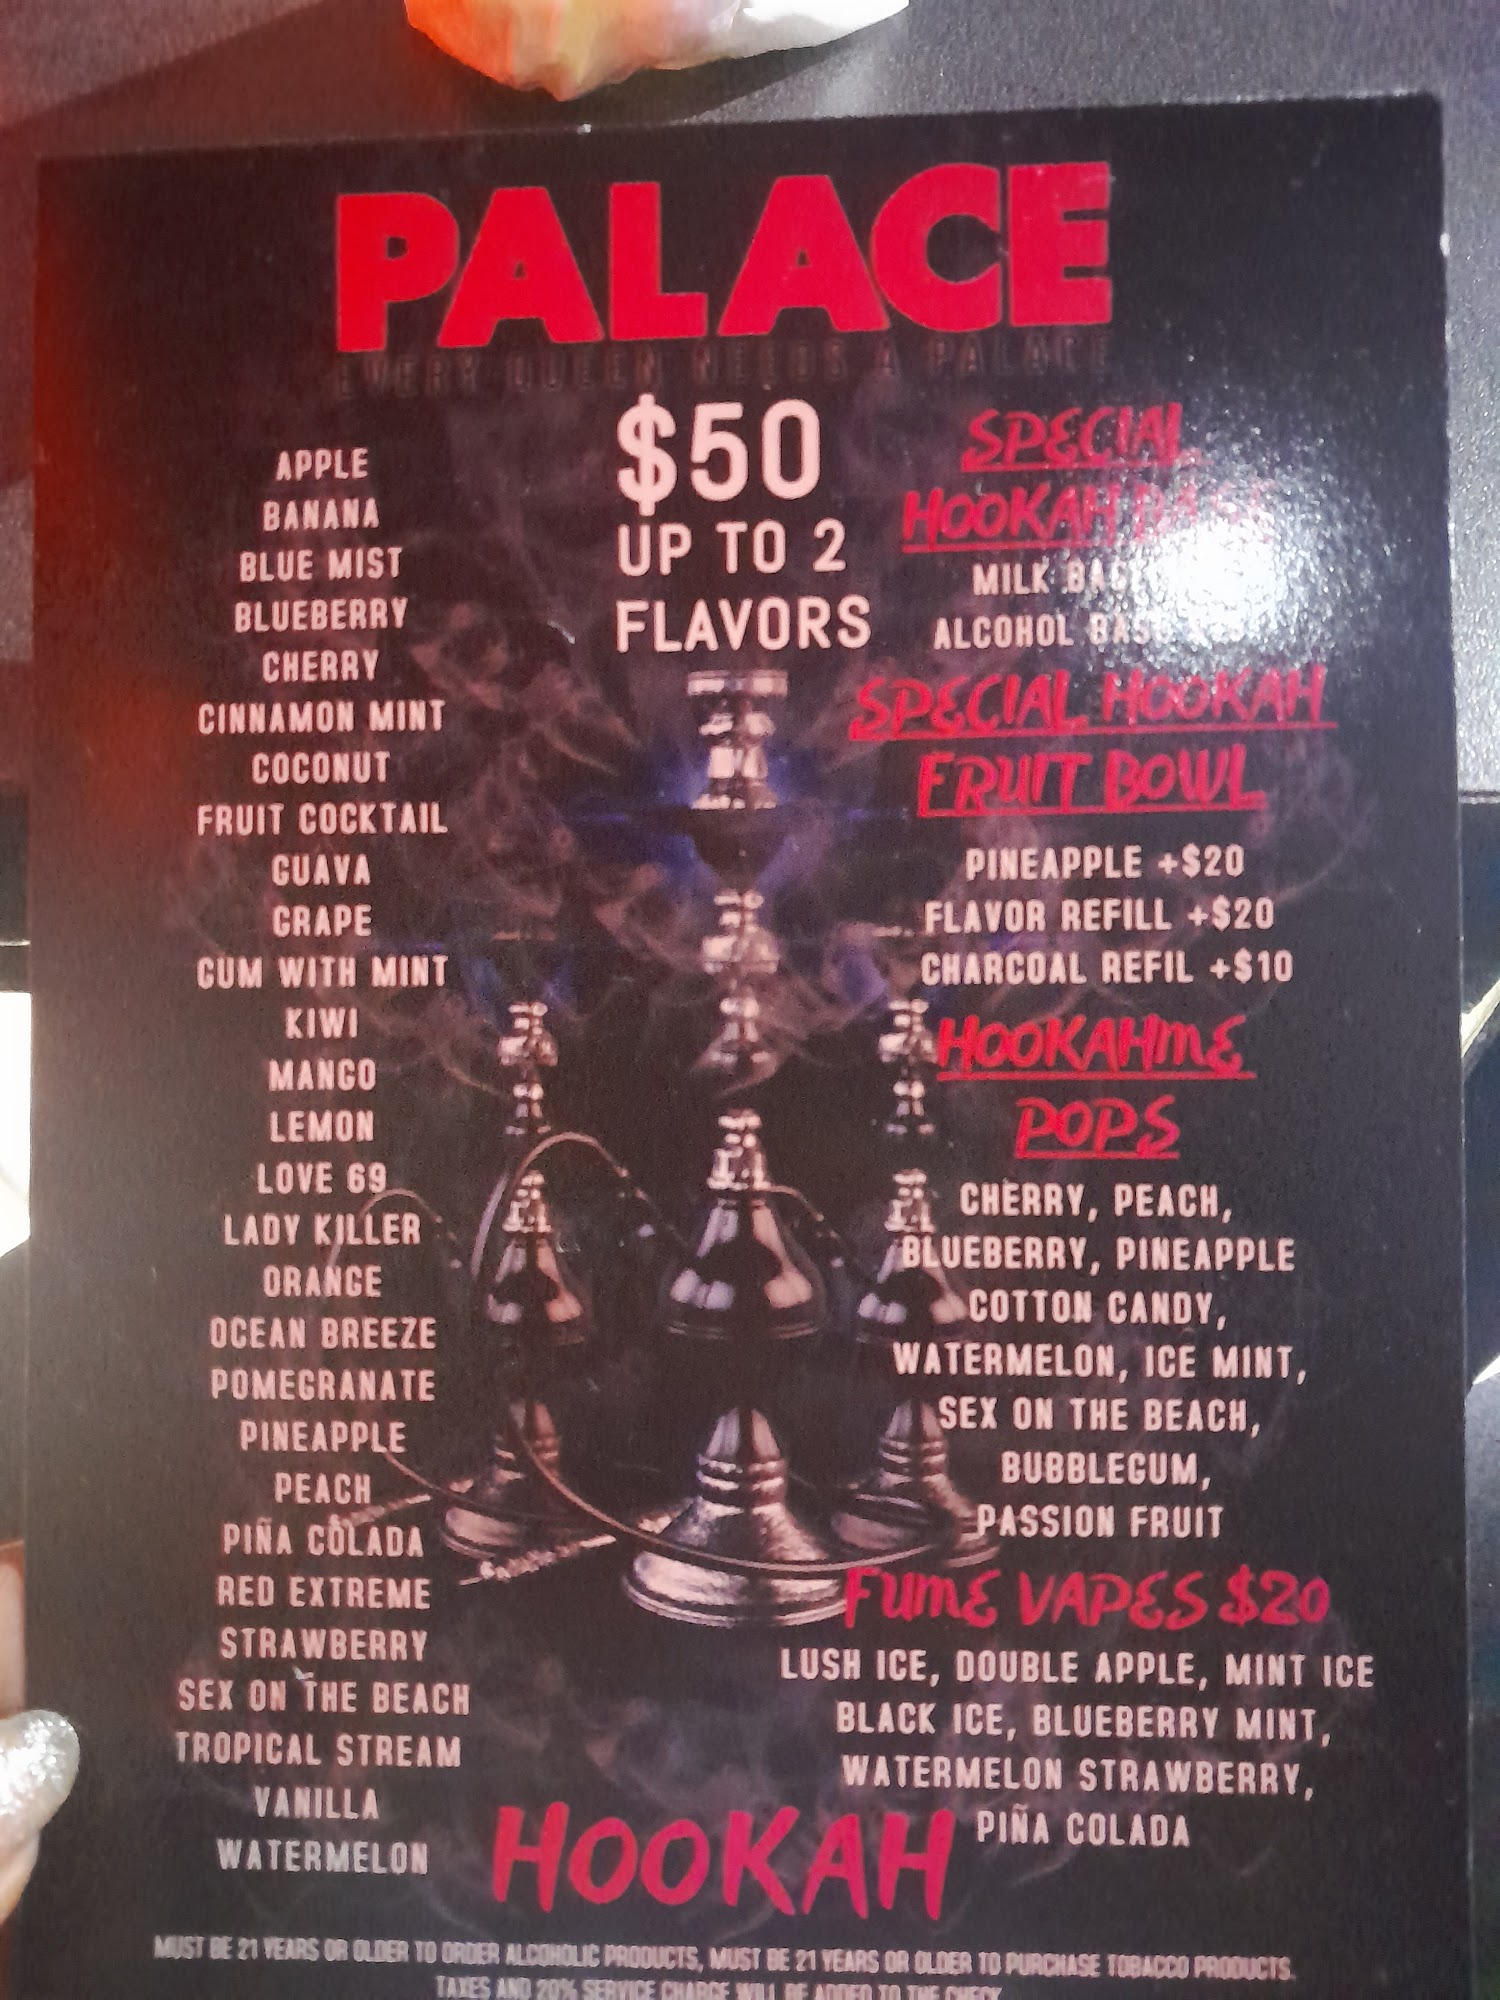 PALACE
EVERY QUEEN NEEDS A PALACE
APPLE
BANANA
BLUE MIST
BLUEBERRY
CHERRY
CINNAMON MINT
COCONUT
FRUIT COCKTAIL
GUAVA
GRAPE
GUM WITH MINT
KIWI
MANGO
LEMON
LOVE 69
LADY KILLER
ORANGE
OCEAN BREEZE
POMEGRANATE
PINEAPPLE
PEACH
PIÑA COLADA
RED EXTREME
STRAWBERRY
SEX ON THE BEACH
TROPICAL STREAM
VANILLA
WATERMELON
$50
UP TO 2
FLAVORS
SPECIAL
HOOKAH BASE
MILK BASE
ALCOHOL BASE
SPECIAL HOOKAH
FRUIT BOWL
PINEAPPLE +$20
FLAVOR REFILL +$20
CHARCOAL REFIL +$10
HOOKAHME
POPS
CHERRY, PEACH,
BLUEBERRY, PINEAPPLE
COTTON CANDY,
WATERMELON, ICE MINT,
SEX ON THE BEACH,
BUBBLEGUM,
PASSION FRUIT
FUME VAPES $20
LUSH ICE, DOUBLE APPLE, MINT ICE
BLACK ICE, BLUEBERRY MINT,
WATERMELON STRAWBERRY,
PIÑA COLADA
HOOKAH
MUST BE 21 YEARS OR OLDER TO ORDER ALCOHOLIC PRODUCTS, MUST BE 21 YEARS OR OLDER TO PURCHASE TOBACCO PRODUCTS.
TAXES AND 20% SERVICE CHARGE WILL BE ADDED TO THE CHECK